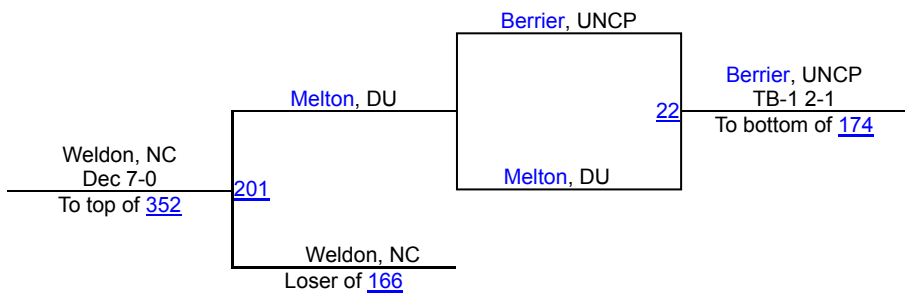 Berrier, UNCP
Berrier, UNCP
TB-1 2-1
Melton, DU
22
To bottom of 174
Weldon, NC
Dec 7-0
Melton, DU
201
To top of 352
Weldon, NC
Loser of 166